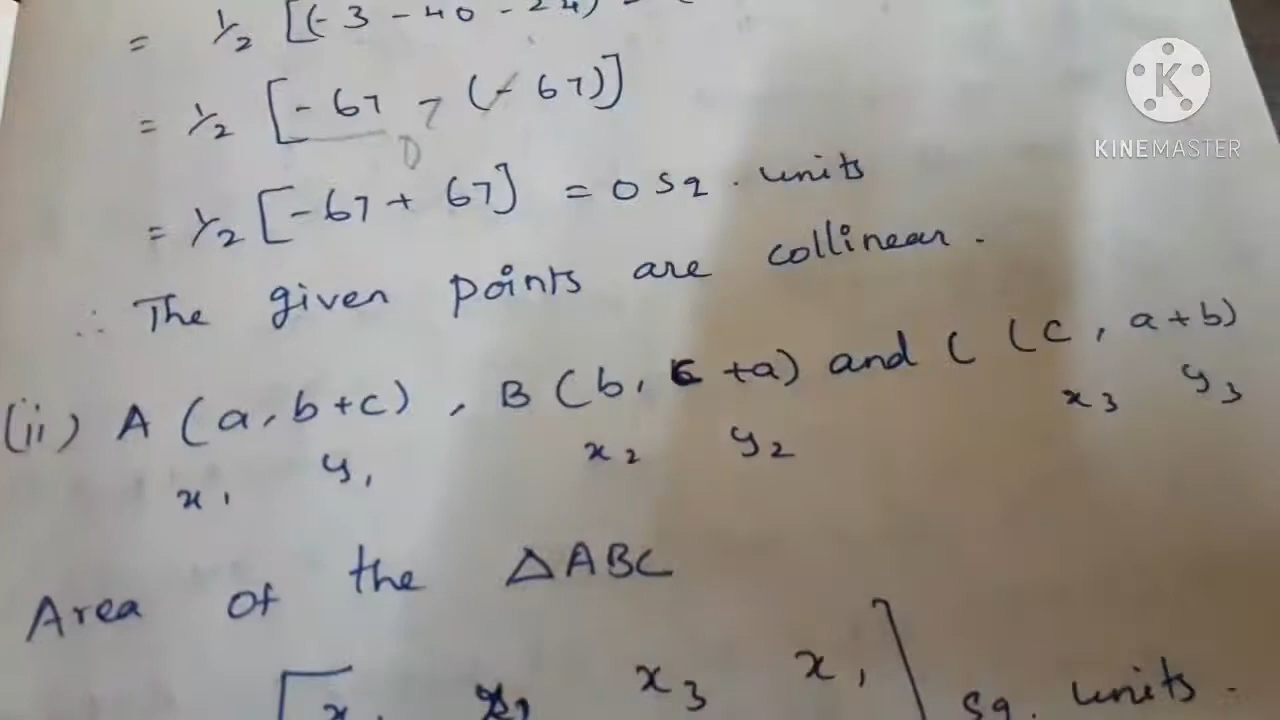 = 1/2 [(-3 - 40 - 24) -
= 1/2 [-67 - (-67)]
KINEMASTER
= 1/2 [-67 + 67] = 0 sq. units
∴ The given points are collinear.
(ii) A (a, b+c), B (b, c+a) and C (c, a+b)
x₁ y₁ x₂ y₂ x₃ y₃
Area of the ΔABC
x₁ x₂ x₃ x₁ sq. units.